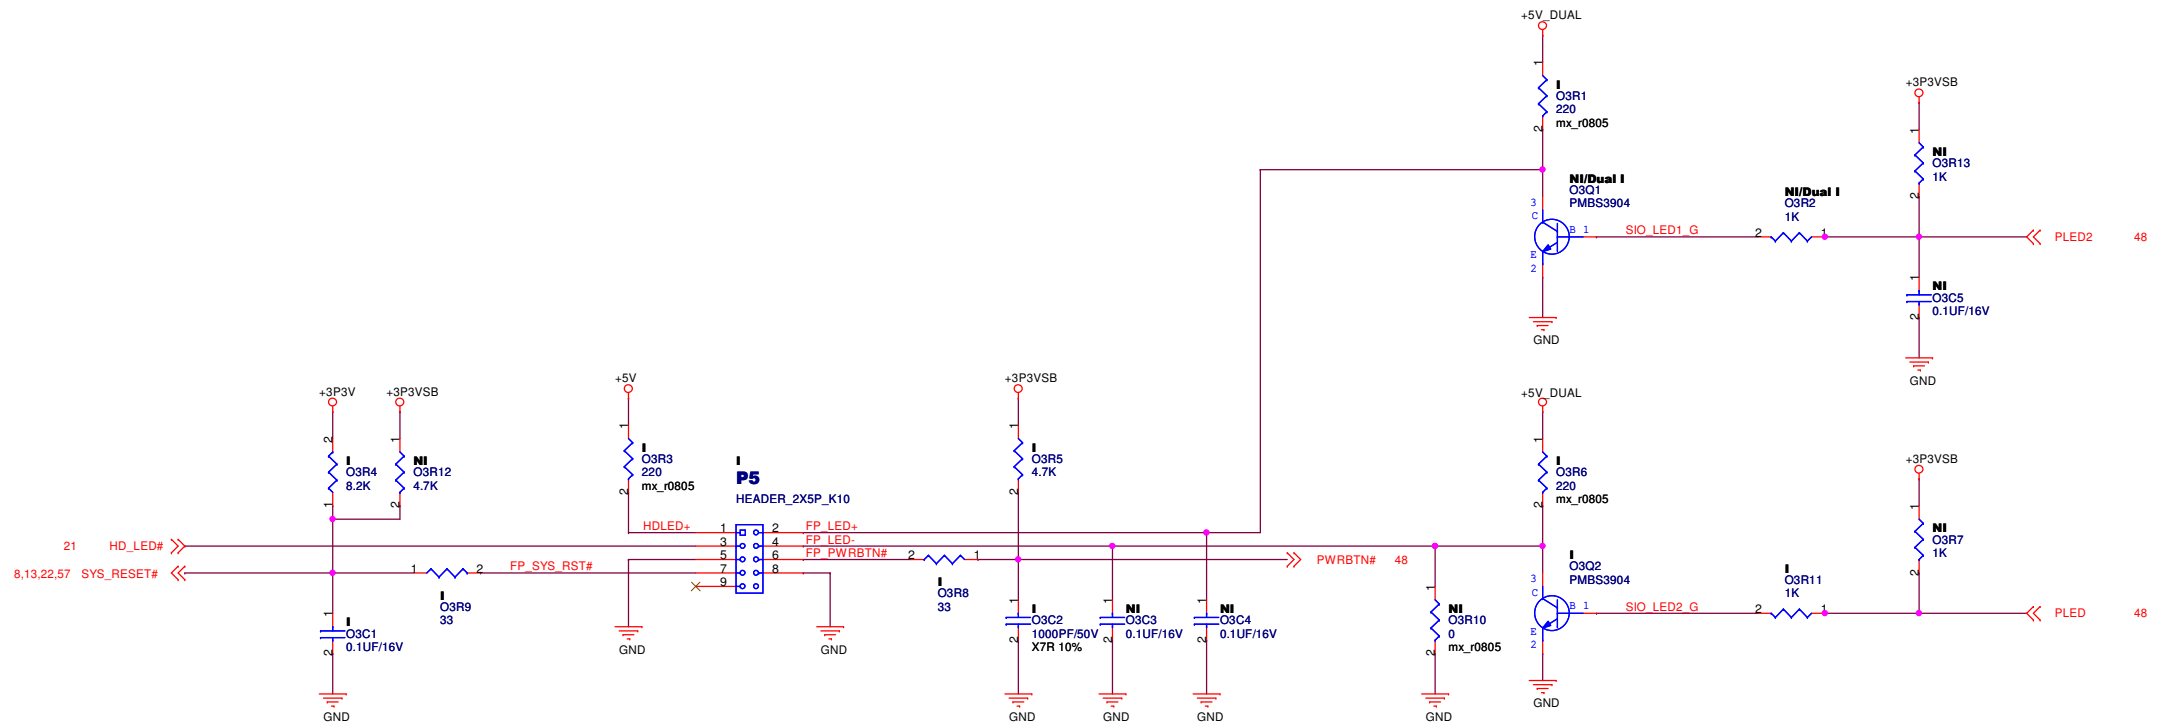 +5V_DUAL
1
I
O3R1
220
mx_r0805
2
+3P3VSB
1
NI
O3R13
1K
2
NI/Dual I
O3Q1
PMBS3904
3
C
B 1
E
2
SIO_LED1_G
NI/Dual I
O3R2
1K
2
1
PLED2 48
1
NI
O3C5
0.1UF/16V
2
GND
GND
+3P3V
+3P3VSB
2
I
O3R4
8.2K
1
1
NI
O3R12
4.7K
2
+5V
1
I
O3R3
220
mx_r0805
2
I
P5
HEADER_2X5P_K10
+3P3VSB
1
I
O3R5
4.7K
2
+5V_DUAL
1
I
O3R6
220
mx_r0805
2
+3P3VSB
1
NI
O3R7
1K
2
HDLED+ 1 2 FP_LED+
21 HD_LED# 3 4 FP_LED-
5 6 FP_PWRBTN# 2 1 PWRBTN# 48
8,13,22,57 SYS_RESET# 1 2 FP_SYS_RST# 7 8
9
I
O3R9
33
I
O3R8
33
1
I
O3C1
0.1UF/16V
2
GND
GND
GND
1
I
O3C2
1000PF/50V
X7R 10%
2
GND
1
NI
O3C3
0.1UF/16V
2
GND
1
NI
O3C4
0.1UF/16V
2
GND
1
NI
O3R10
0
mx_r0805
2
GND
I
O3Q2
PMBS3904
3
C
B 1
E
2
GND
SIO_LED2_G
I
O3R11
1K
2
1
PLED 48